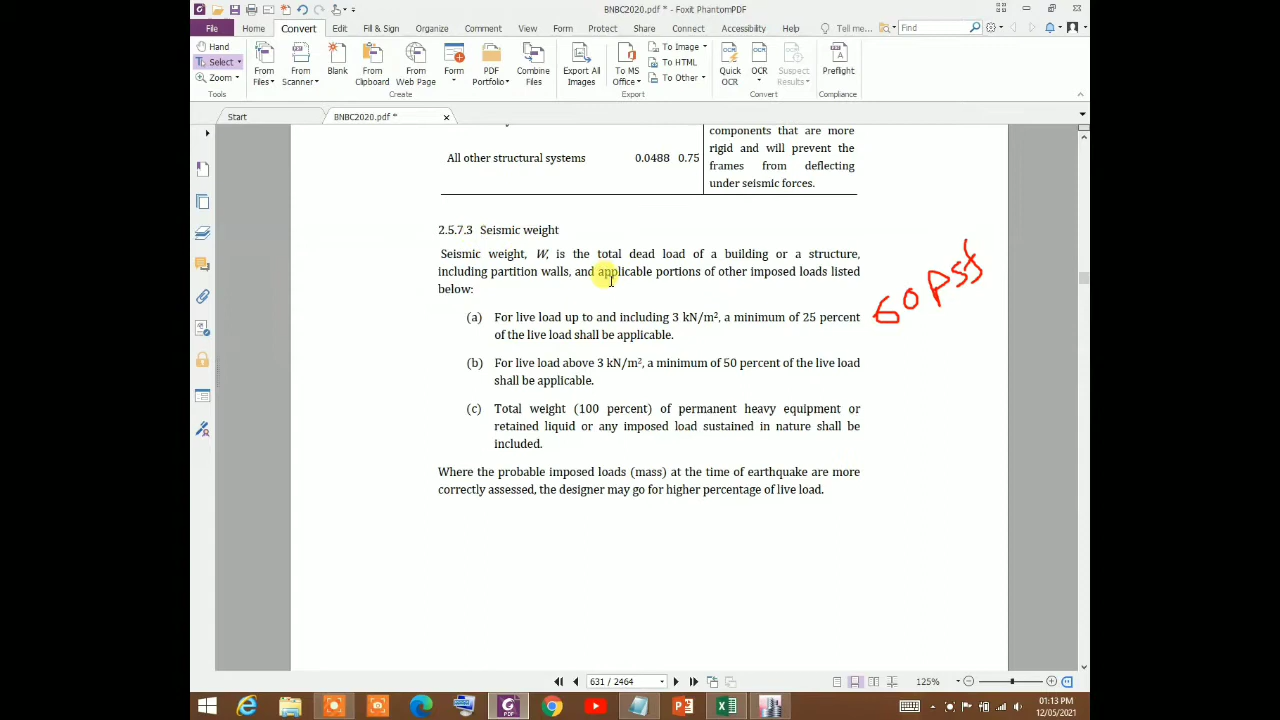 BNBC2020.pdf * - Foxit PhantomPDF
File Home Convert Edit Fill & Sign Organize Comment View Form Protect Share Connect Accessibility Help Tell me... Find
Hand
Select
Zoom
Tools
From Files
From Scanner
Blank
From Clipboard
From Web Page
Form
PDF Portfolio
Combine Files
Create
Export All Images
To MS Office
To Image
To HTML
To Other
Export
Quick OCR
OCR
Suspect Results
Convert
Preflight
Compliance
Start BNBC2020.pdf *
components that are more
rigid and will prevent the
All other structural systems 0.0488 0.75
frames from deflecting
under seismic forces.
2.5.7.3 Seismic weight
Seismic weight, W, is the total dead load of a building or a structure,
including partition walls, and applicable portions of other imposed loads listed
below:
60 psf
(a) For live load up to and including 3 kN/m², a minimum of 25 percent
of the live load shall be applicable.
(b) For live load above 3 kN/m², a minimum of 50 percent of the live load
shall be applicable.
(c) Total weight (100 percent) of permanent heavy equipment or
retained liquid or any imposed load sustained in nature shall be
included.
Where the probable imposed loads (mass) at the time of earthquake are more
correctly assessed, the designer may go for higher percentage of live load.
631 / 2464
125%
01:13 PM
12/05/2021